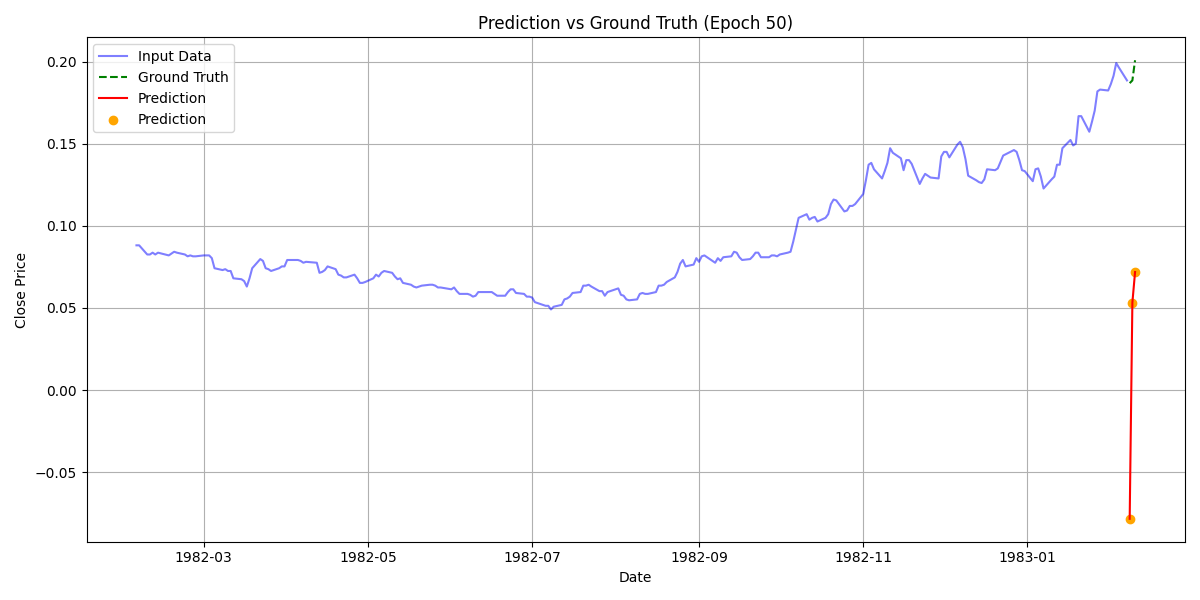 Prediction vs Ground Truth (Epoch 50)
Input Data
Ground Truth
Prediction
Prediction
Close Price
0.20
0.15
0.10
0.05
0.00
−0.05
1982-03
1982-05
1982-07
1982-09
1982-11
1983-01
Date